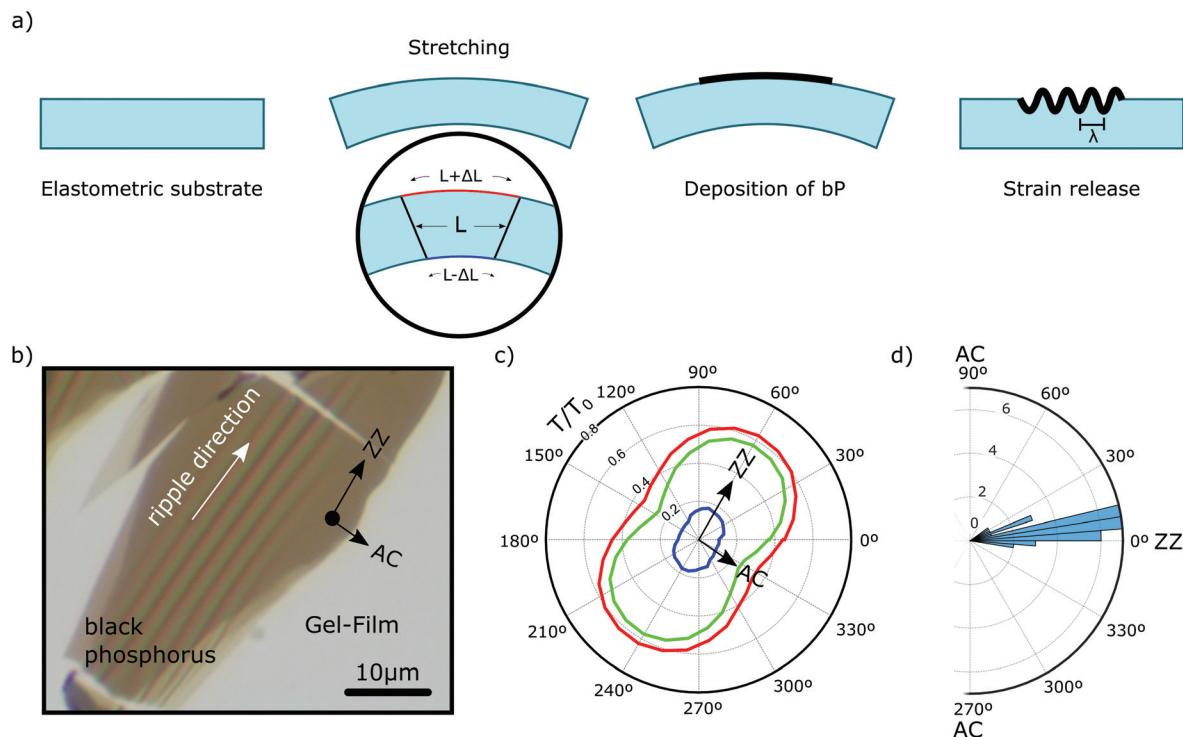 a)
Stretching
L+ΔL
L
L-ΔL
λ
Elastometric substrate
Deposition of bP
Strain release
b)
ripple direction
ZZ
AC
black
phosphorus
Gel-Film
10μm
c)
T/T₀
0.8
0.6
0.4
0.2
90º
60º
30º
0º
330º
300º
270º
240º
210º
180º
150º
120º
ZZ
AC
d)
AC
90º
60º
30º
0º ZZ
330º
300º
270º
AC
6
4
2
0